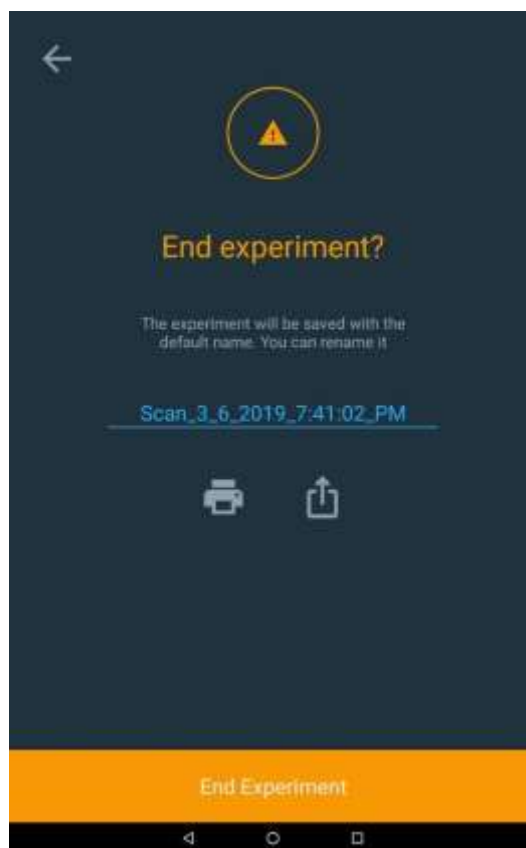 End experiment?
The experiment will be saved with the
default name. You can rename it
Scan_3_6_2019_7:41:02_PM
End Experiment